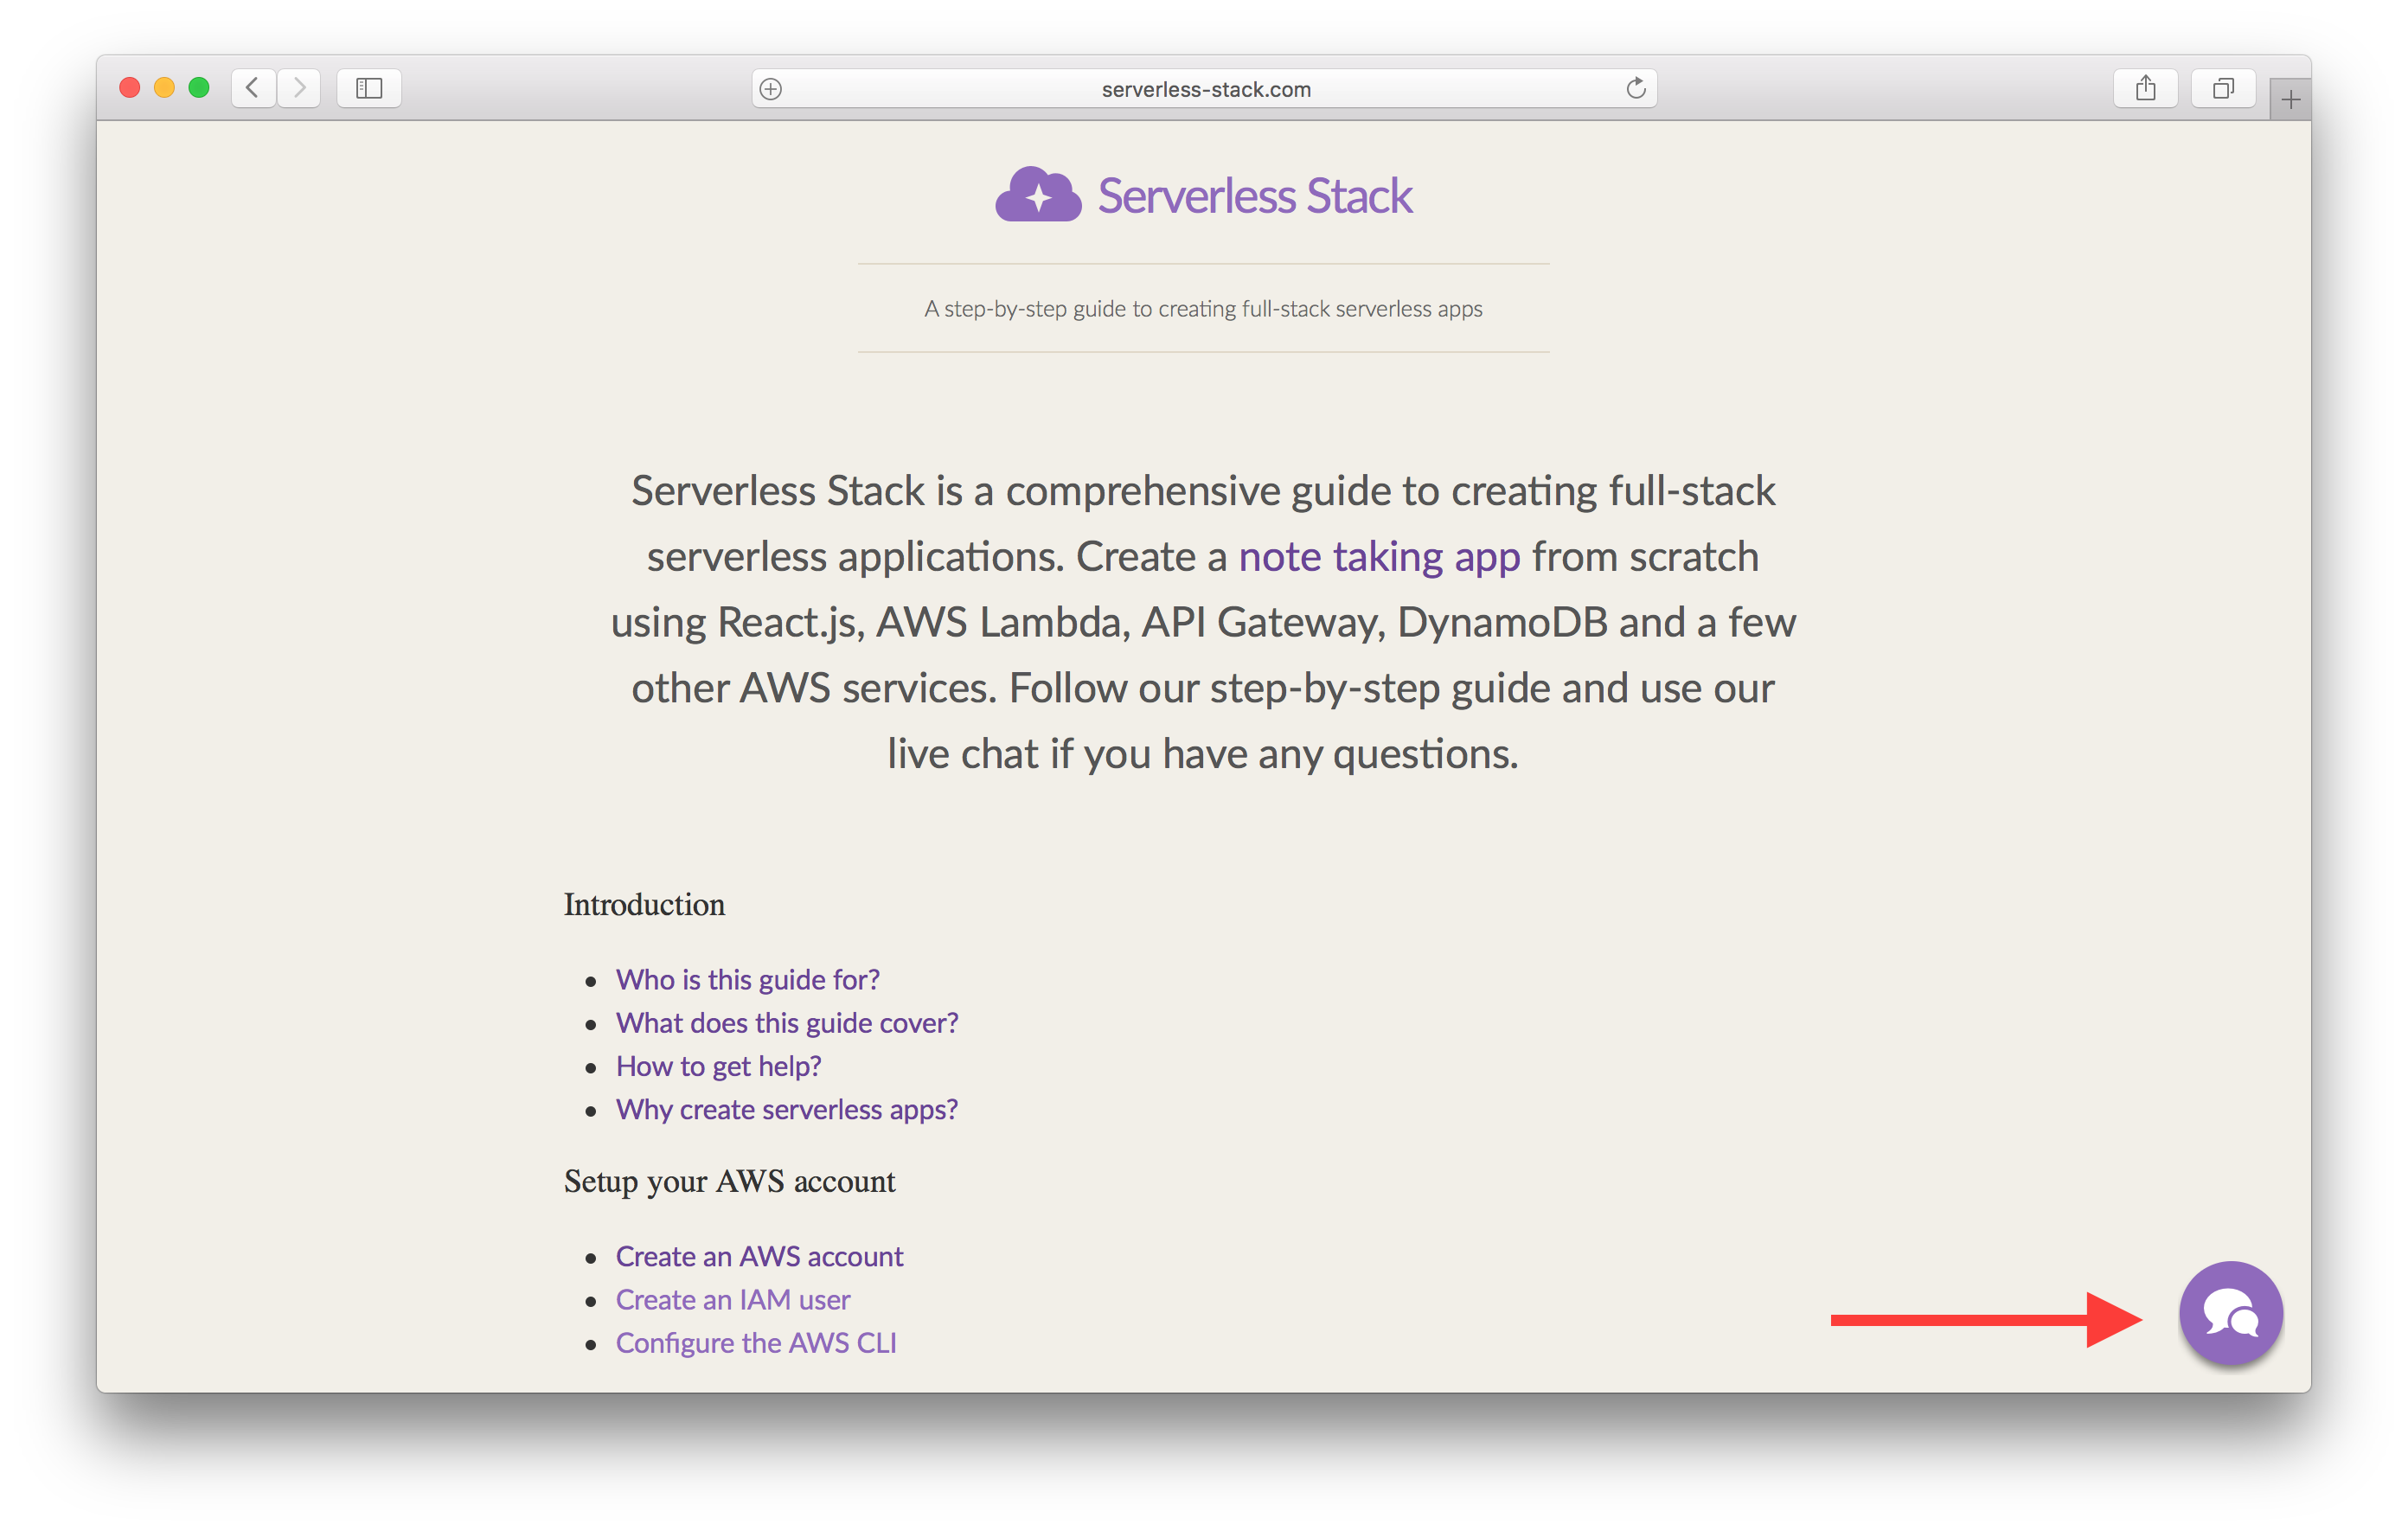 serverless-stack.com
Serverless Stack
A step-by-step guide to creating full-stack serverless apps
Serverless Stack is a comprehensive guide to creating full-stack
serverless applications. Create a note taking app from scratch
using React.js, AWS Lambda, API Gateway, DynamoDB and a few
other AWS services. Follow our step-by-step guide and use our
live chat if you have any questions.
Introduction
Who is this guide for?
What does this guide cover?
How to get help?
Why create serverless apps?
Setup your AWS account
Create an AWS account
Create an IAM user
Configure the AWS CLI